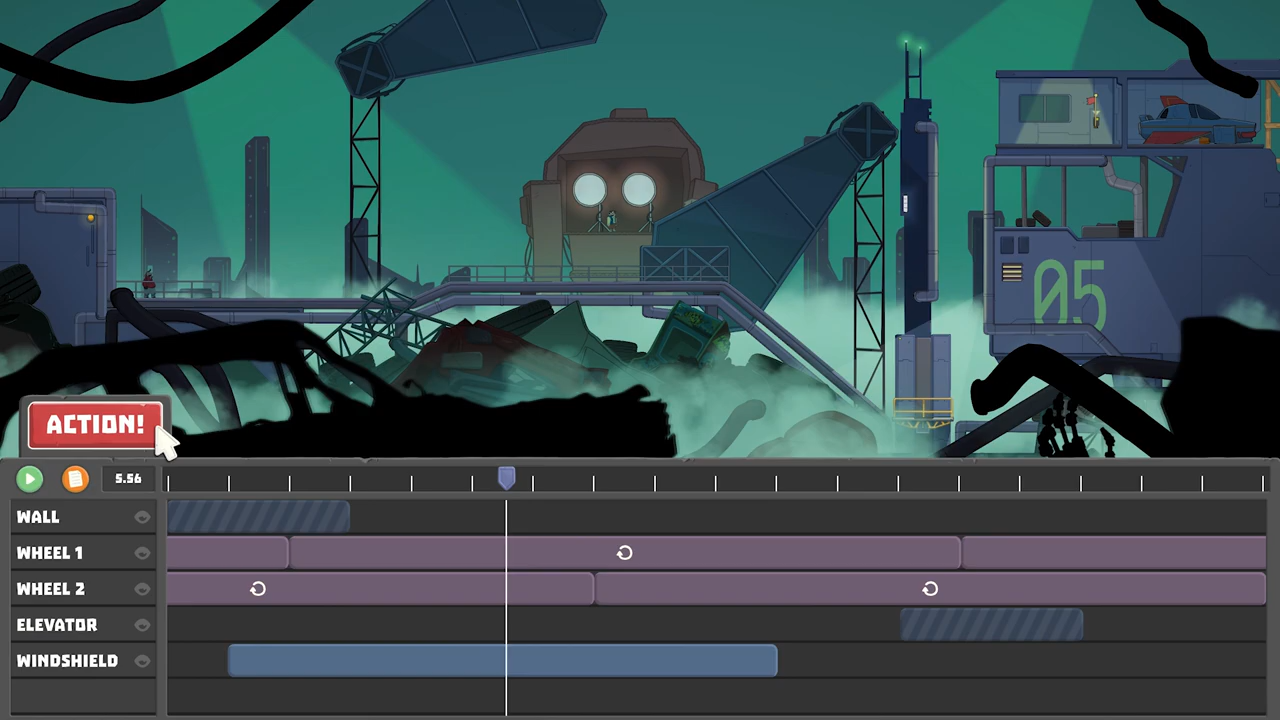 05
ACTION!
5.56
WALL
WHEEL 1
WHEEL 2
ELEVATOR
WINDSHIELD